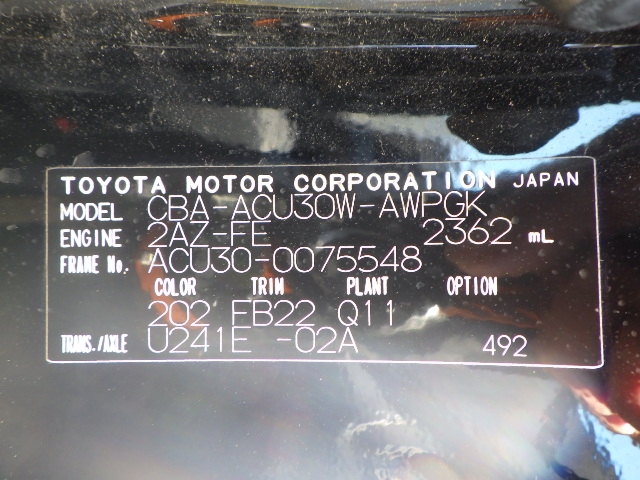 TOYOTA MOTOR CORPORATION JAPAN
MODEL CBA-ACU30W-AWPGK
ENGINE 2AZ-FE 2362 mL
FRAME No. ACU30-0075548
COLOR TRIM PLANT OPTION
202 FB22 Q11
TRANS./AXLE U241E -02A 492